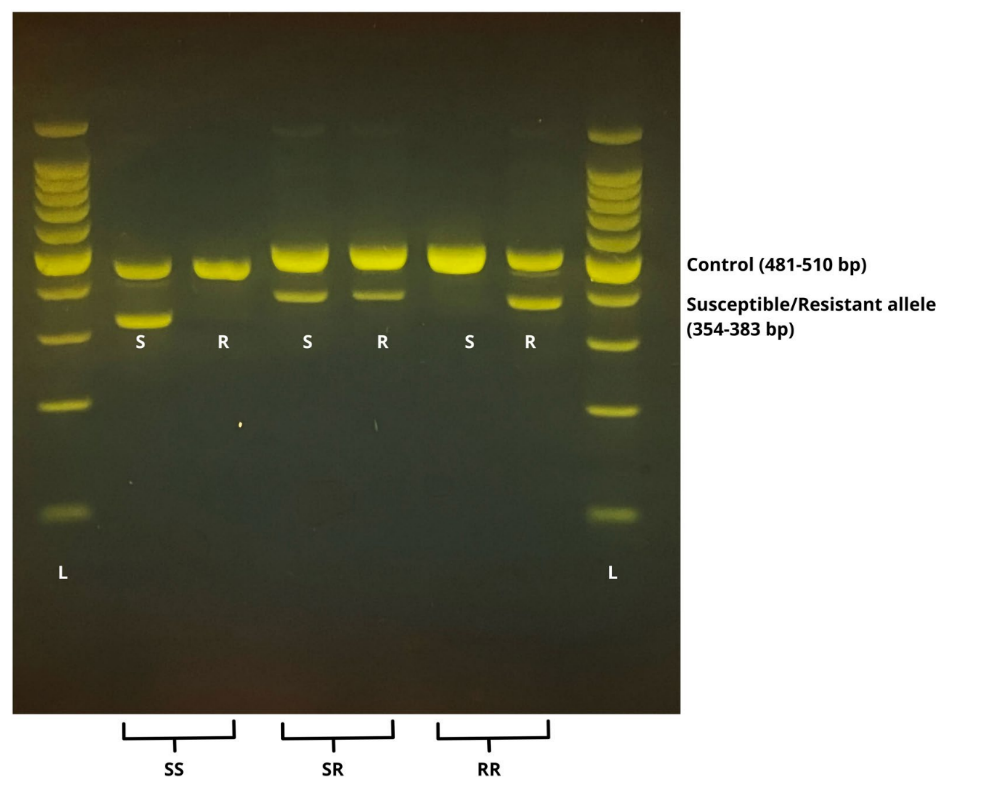 Control (481-510 bp)
Susceptible/Resistant allele
(354-383 bp)
S R S R S R
L L
SS SR RR